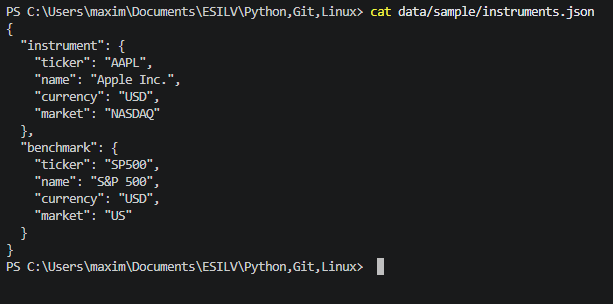 PS C:\Users\maxim\Documents\ESILV\Python,Git,Linux> cat data/sample/instruments.json
{
  "instrument": {
    "ticker": "AAPL",
    "name": "Apple Inc.",
    "currency": "USD",
    "market": "NASDAQ"
  },
  "benchmark": {
    "ticker": "SP500",
    "name": "S&P 500",
    "currency": "USD",
    "market": "US"
  }
}
PS C:\Users\maxim\Documents\ESILV\Python,Git,Linux>